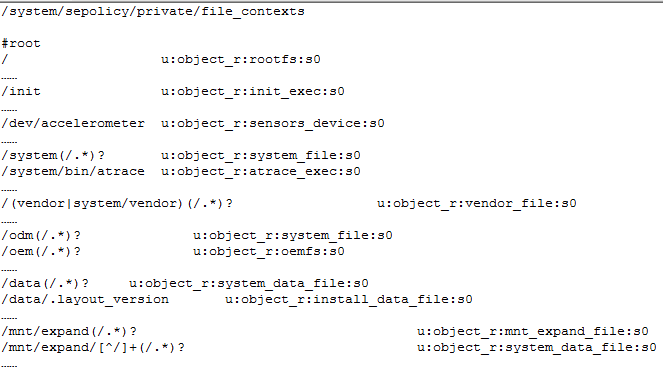 /system/sepolicy/private/file_contexts
#root
/ u:object_r:rootfs:s0
……
/init u:object_r:init_exec:s0
……
/dev/accelerometer u:object_r:sensors_device:s0
……
/system(/.*)? u:object_r:system_file:s0
/system/bin/atrace u:object_r:atrace_exec:s0
……
/(vendor|system/vendor)(/.*)? u:object_r:vendor_file:s0
……
/odm(/.*)? u:object_r:system_file:s0
/oem(/.*)? u:object_r:oemfs:s0
……
/data(/.*)? u:object_r:system_data_file:s0
/data/.layout_version u:object_r:install_data_file:s0
……
/mnt/expand(/.*)? u:object_r:mnt_expand_file:s0
/mnt/expand/[^/]+(/.*)? u:object_r:system_data_file:s0
……